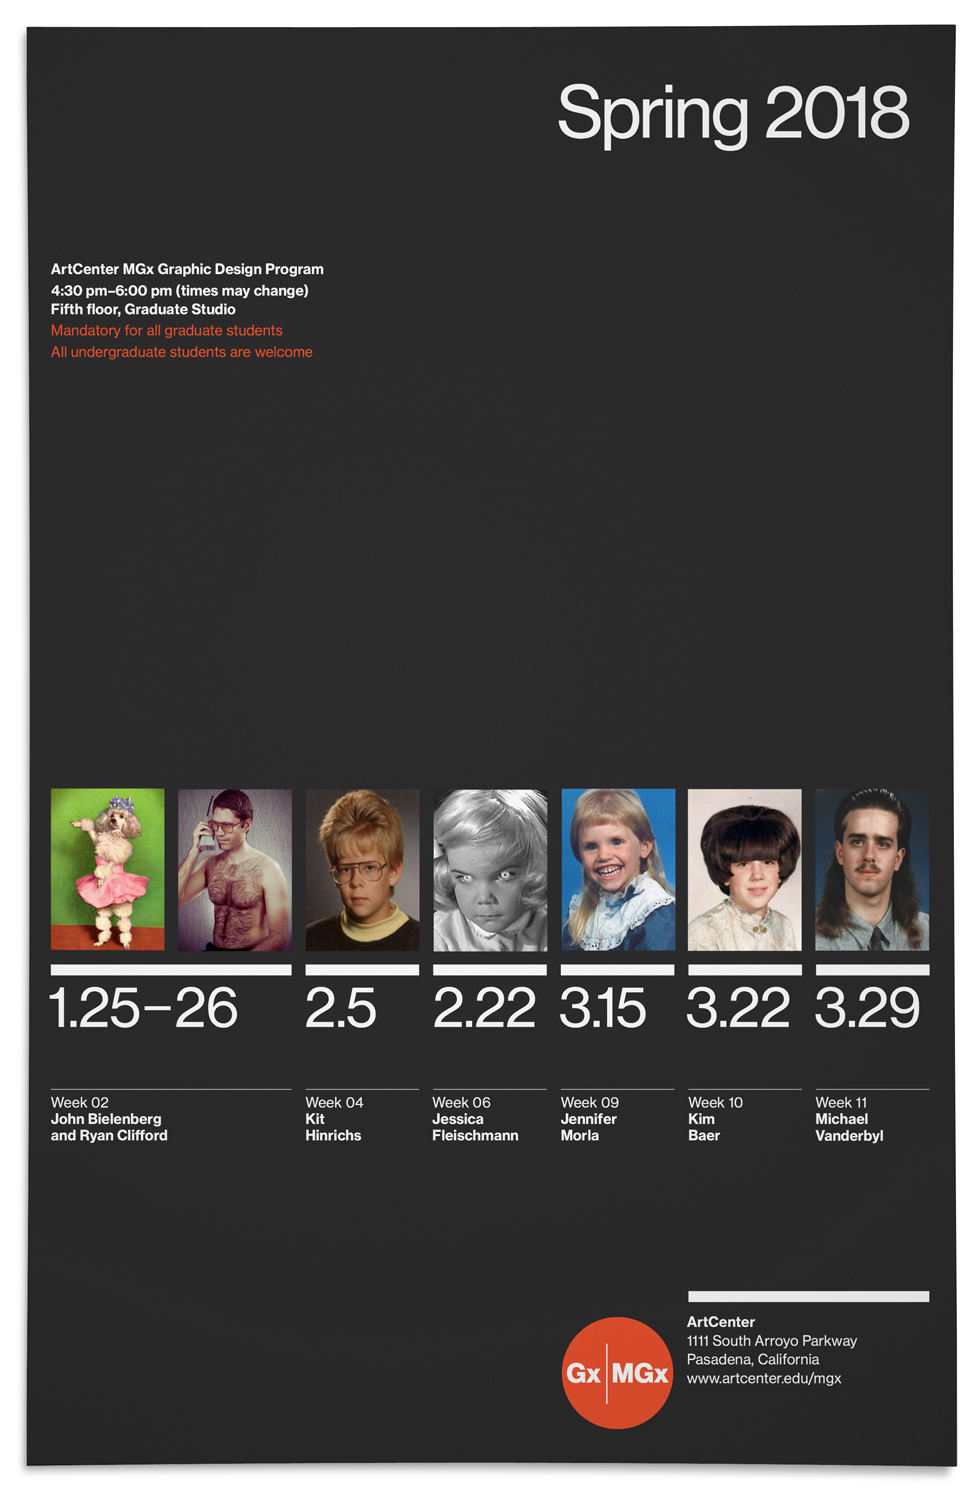 Spring 2018
ArtCenter MGx Graphic Design Program
4:30 pm–6:00 pm (times may change)
Fifth floor, Graduate Studio
Mandatory for all graduate students
All undergraduate students are welcome
1.25–26
2.5
2.22
3.15
3.22
3.29
Week 02
John Bielenberg
and Ryan Clifford
Week 04
Kit
Hinrichs
Week 06
Jessica
Fleischmann
Week 09
Jennifer
Morla
Week 10
Kim
Baer
Week 11
Michael
Vanderbyl
Gx MGx
ArtCenter
1111 South Arroyo Parkway
Pasadena, California
www.artcenter.edu/mgx